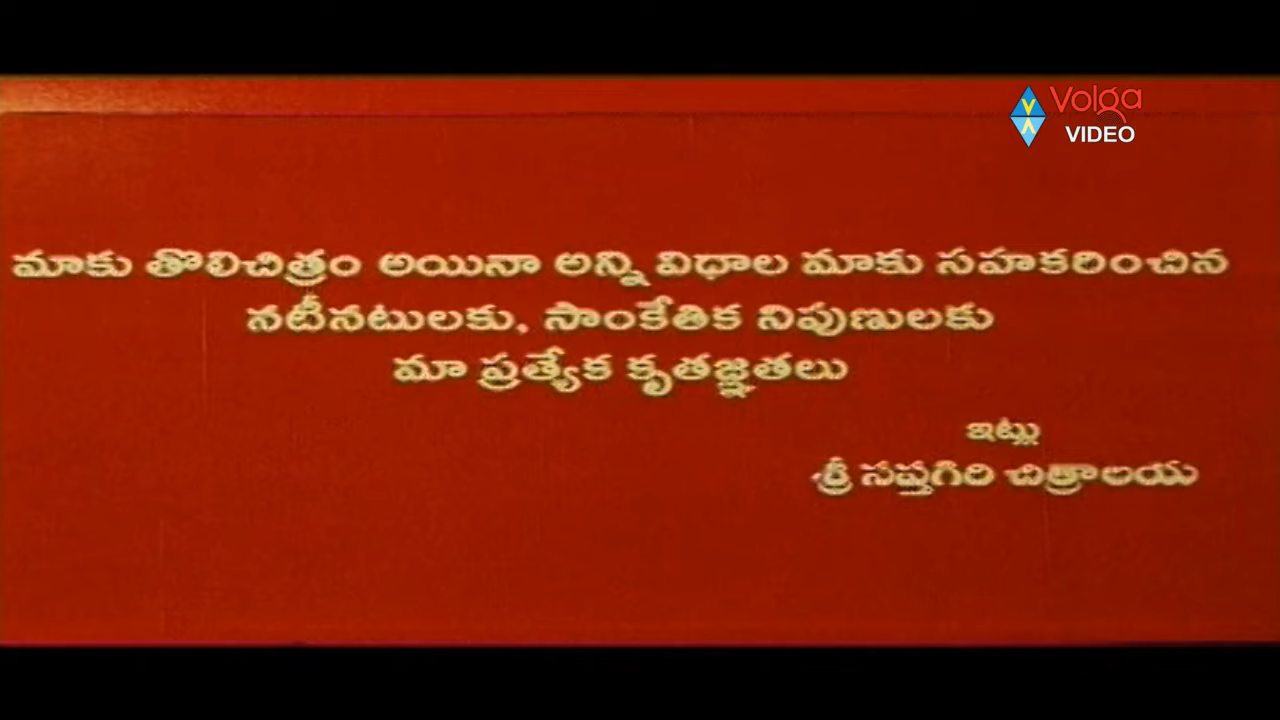 Volga
VIDEO
మాకు తొలిచిత్రం అయినా అన్ని విధాల మాకు సహకరించిన
నటీనటులకు, సాంకేతిక నిపుణులకు
మా ప్రత్యేక కృతజ్ఞతలు
ఇట్లు
శ్రీ సప్తగిరి చిత్రాలయ